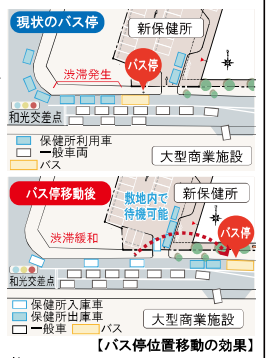 現状のバス停
新保健所
渋滞発生
バス停
和光交差点
保健所利用車
一般車両
バス
大型商業施設
バス停移動後
敷地内で
待機可能
新保健所
バス停
渋滞緩和
和光交差点
保健所入庫車
保健所出庫車
一般車
バス
大型商業施設
【バス停位置移動の効果】